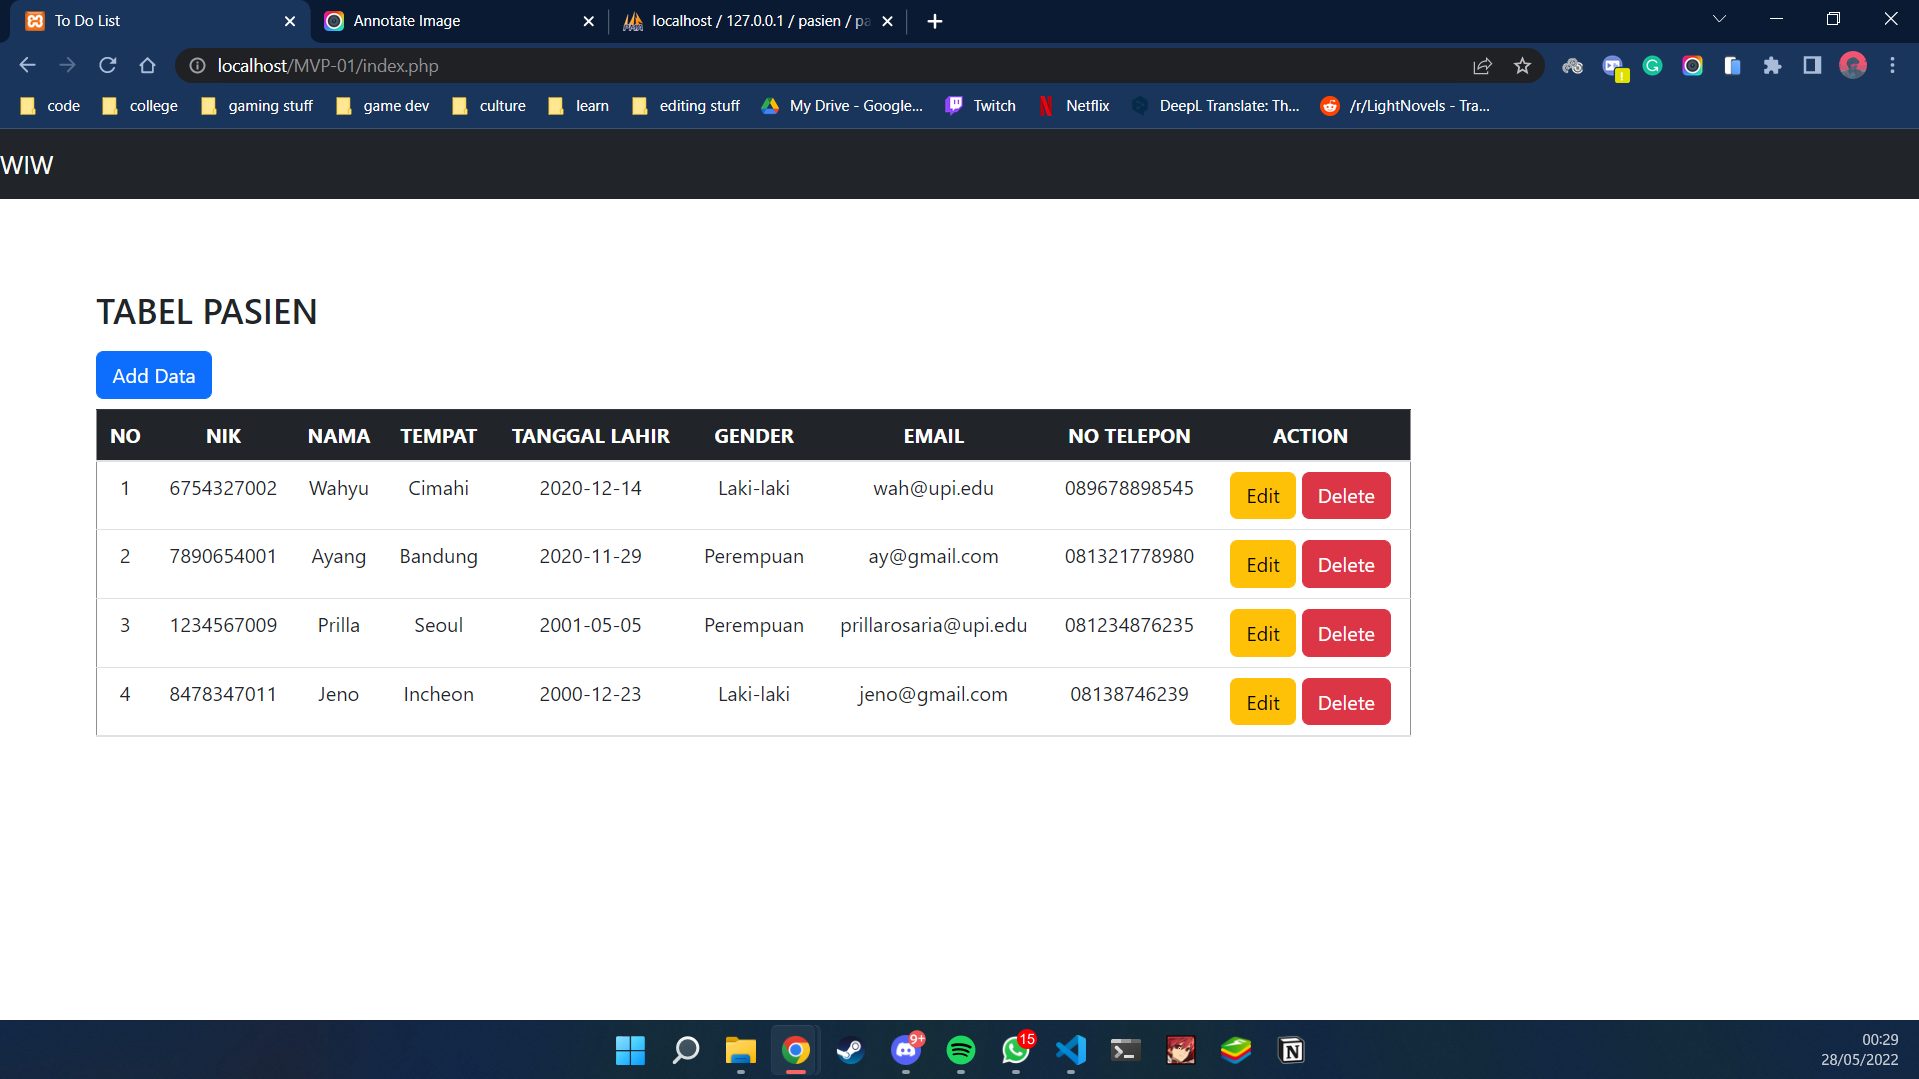 To Do List
Annotate Image
localhost / 127.0.0.1 / pasien / pa
localhost/MVP-01/index.php
code college gaming stuff game dev culture learn editing stuff My Drive - Google... Twitch Netflix DeepL Translate: Th... /r/LightNovels - Tra...
WIW
TABEL PASIEN
Add Data
NO NIK NAMA TEMPAT TANGGAL LAHIR GENDER EMAIL NO TELEPON ACTION
1 6754327002 Wahyu Cimahi 2020-12-14 Laki-laki wah@upi.edu 089678898545 Edit Delete
2 7890654001 Ayang Bandung 2020-11-29 Perempuan ay@gmail.com 081321778980 Edit Delete
3 1234567009 Prilla Seoul 2001-05-05 Perempuan prillarosaria@upi.edu 081234876235 Edit Delete
4 8478347011 Jeno Incheon 2000-12-23 Laki-laki jeno@gmail.com 08138746239 Edit Delete
9+
15
00:29
28/05/2022